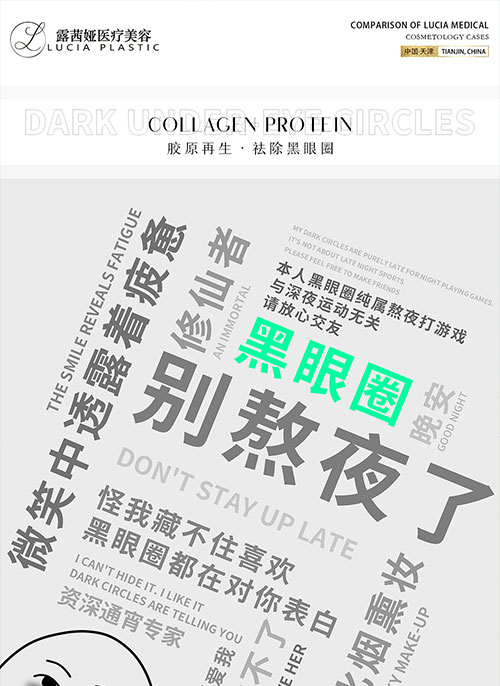 露茜娅医疗美容
LUCIA PLASTIC
COMPARISON OF LUCIA MEDICAL
COSMETOLOGY CASES
中国·天津 TIANJIN, CHINA
DARK UNDER-EYE CIRCLES
COLLAGEN PROTEIN
胶原再生 · 祛除黑眼圈
THE SMILE REVEALS FATIGUE
微笑中透露着疲惫
修仙者
AN IMMORTAL
MY DARK CIRCLES ARE PURELY LATE FOR NIGHT PLAYING GAMES,
IT'S NOT ABOUT LATE NIGHT SPORTS
PLEASE FEEL FREE TO MAKE FRIENDS
本人黑眼圈纯属熬夜打游戏
与深夜运动无关
请放心交友
黑眼圈
晚安
GOOD NIGHT
别熬夜了
DON'T STAY UP LATE
怪我藏不住喜欢
黑眼圈都在对你表白
I CAN'T HIDE IT. I LIKE IT
DARK CIRCLES ARE TELLING YOU
资深通宵专家
爱我
不了
E HER
烟熏妆
Y MAKE-UP